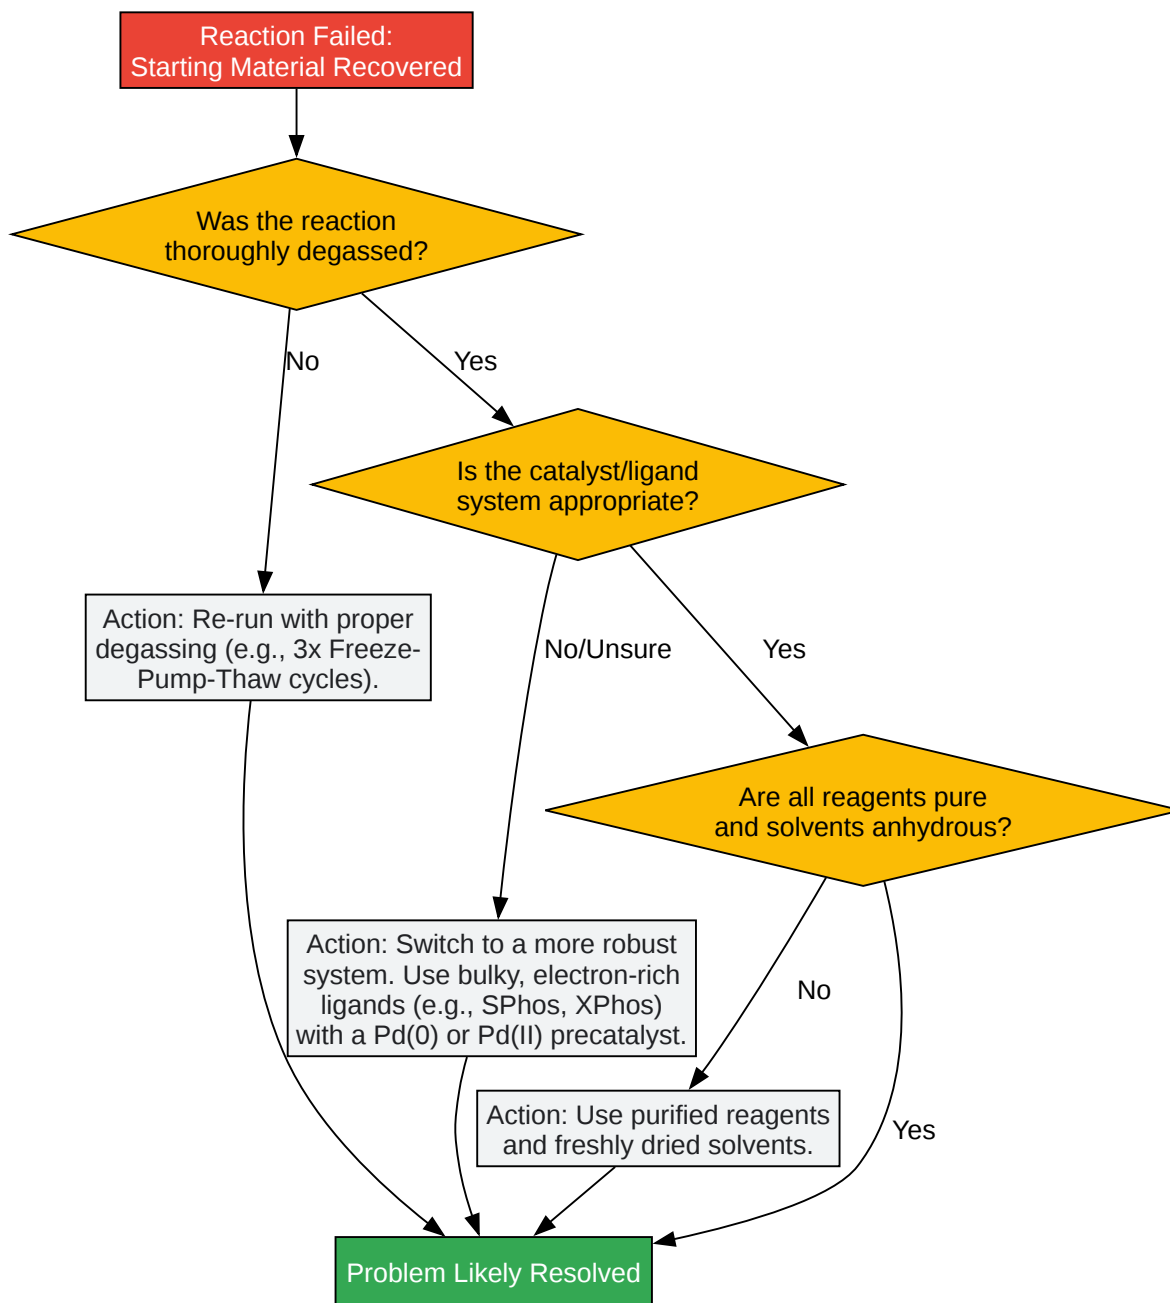 Reaction Failed:
Starting Material Recovered
Was the reaction
thoroughly degassed?
No
Yes
Is the catalyst/ligand
system appropriate?
Action: Re-run with proper
degassing (e.g., 3x Freeze-
Pump-Thaw cycles).
No/Unsure
Yes
Are all reagents pure
and solvents anhydrous?
Action: Switch to a more robust
system. Use bulky, electron-rich
ligands (e.g., SPhos, XPhos)
with a Pd(0) or Pd(II) precatalyst.
No
Action: Use purified reagents
and freshly dried solvents.
Yes
Problem Likely Resolved